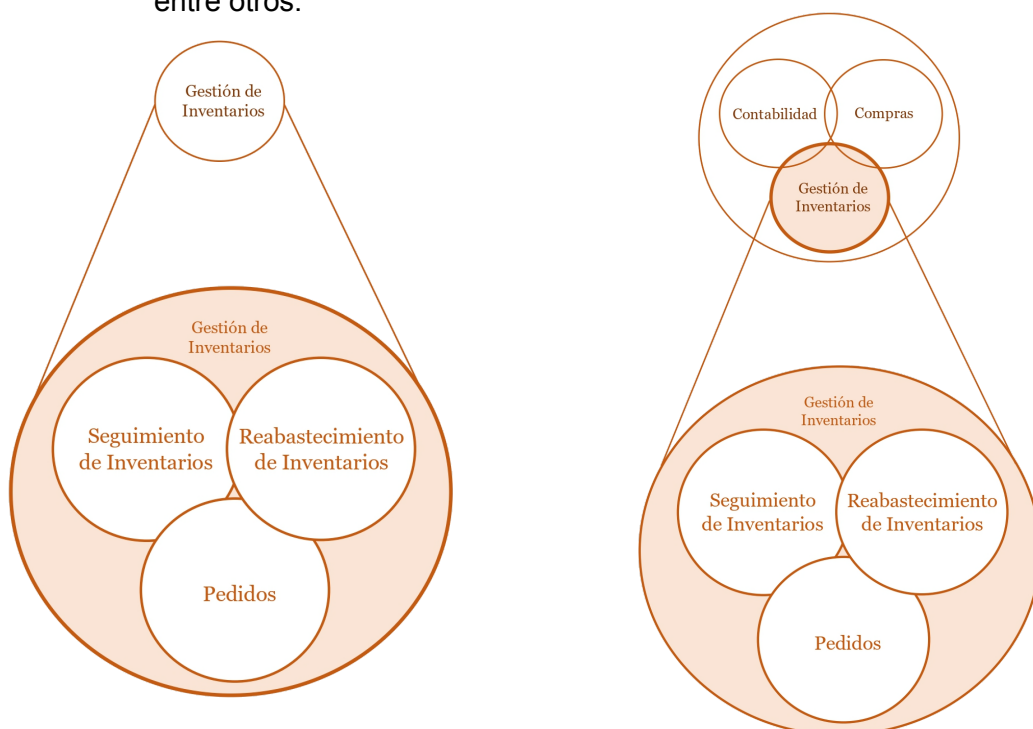 entre otros.
Gestión de
Inventarios
Gestión de
Inventarios
Seguimiento
de Inventarios
Reabastecimiento
de Inventarios
Pedidos
Contabilidad
Compras
Gestión de
Inventarios
Gestión de
Inventarios
Seguimiento
de Inventarios
Reabastecimiento
de Inventarios
Pedidos